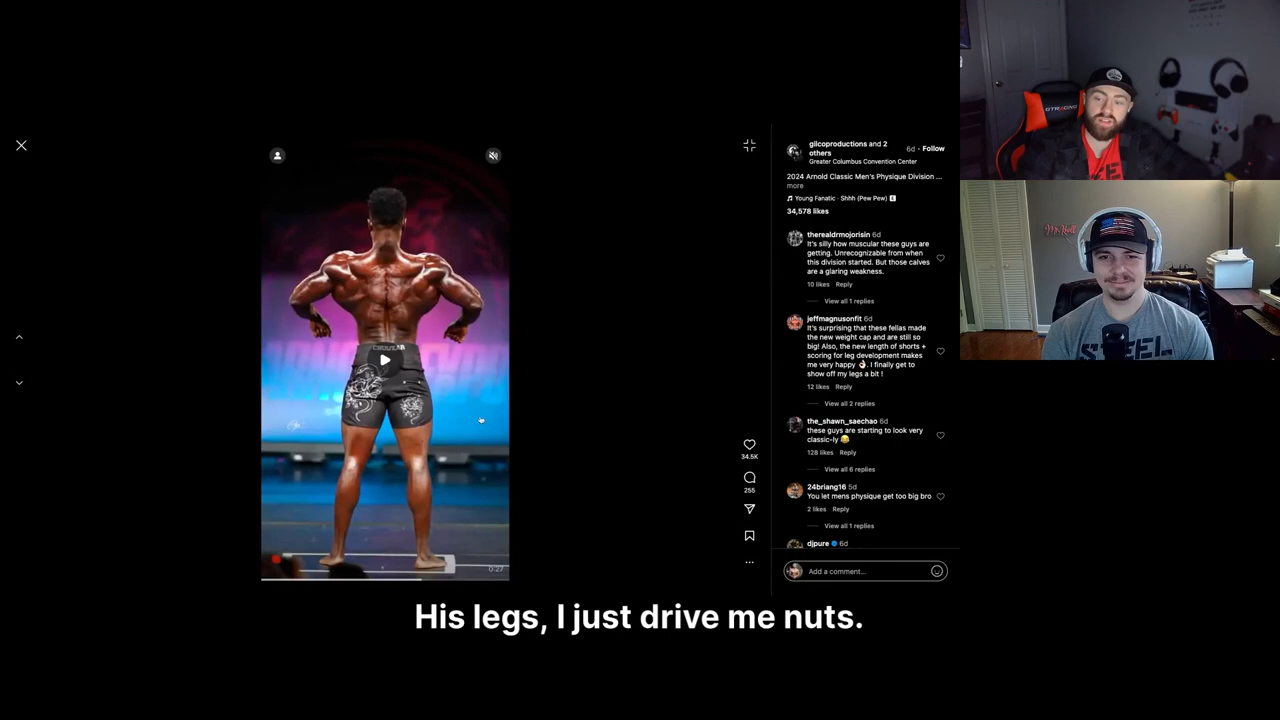 gilcoproductions and 2
others
6d • Follow
Greater Columbus Convention Center
2024 Arnold Classic Men's Physique Division ...
more
Young Fanatic · Shhh (Pew Pew) E
34,578 likes
therealdrmojorisin 6d
It's silly how muscular these guys are
getting. Unrecognizable from when
this division started. But those calves
are a glaring weakness.
10 likes Reply
View all 1 replies
jeffmagnusonfit 6d
It's surprising that these fellas made
the new weight cap and are still so
big! Also, the new length of shorts +
scoring for leg development makes
me very happy 👌🏻. I finally get to
show off my legs a bit !
12 likes Reply
View all 2 replies
the_shawn_saechao 6d
these guys are starting to look very
classic-ly 😂
128 likes Reply
View all 6 replies
24briang16 5d
You let mens physique get too big bro
2 likes Reply
View all 1 replies
djpure 6d
Add a comment...
34.5K
255
0:27
GTRACING
STEEL
His legs, I just drive me nuts.